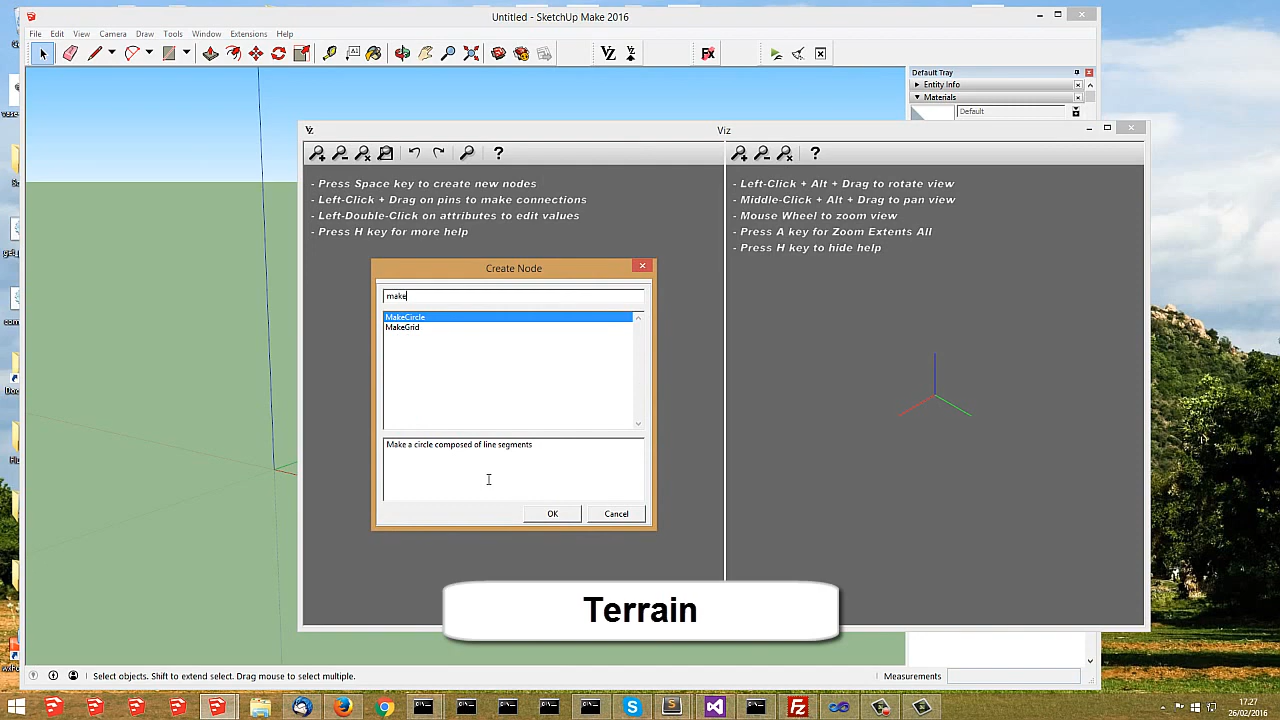 Untitled - SketchUp Make 2016
File Edit View Camera Draw Tools Window Extensions Help
Default Tray
Entity Info
Materials
Default
Viz
- Press Space key to create new nodes
- Left-Click + Drag on pins to make connections
- Left-Double-Click on attributes to edit values
- Press H key for more help
- Left-Click + Alt + Drag to rotate view
- Middle-Click + Alt + Drag to pan view
- Mouse Wheel to zoom view
- Press A key for Zoom Extents All
- Press H key to hide help
Create Node
make
MakeCircle
MakeGrid
Make a circle composed of line segments
OK Cancel
Terrain
Select objects. Shift to extend select. Drag mouse to select multiple.
Measurements
17.27
26/02/2016